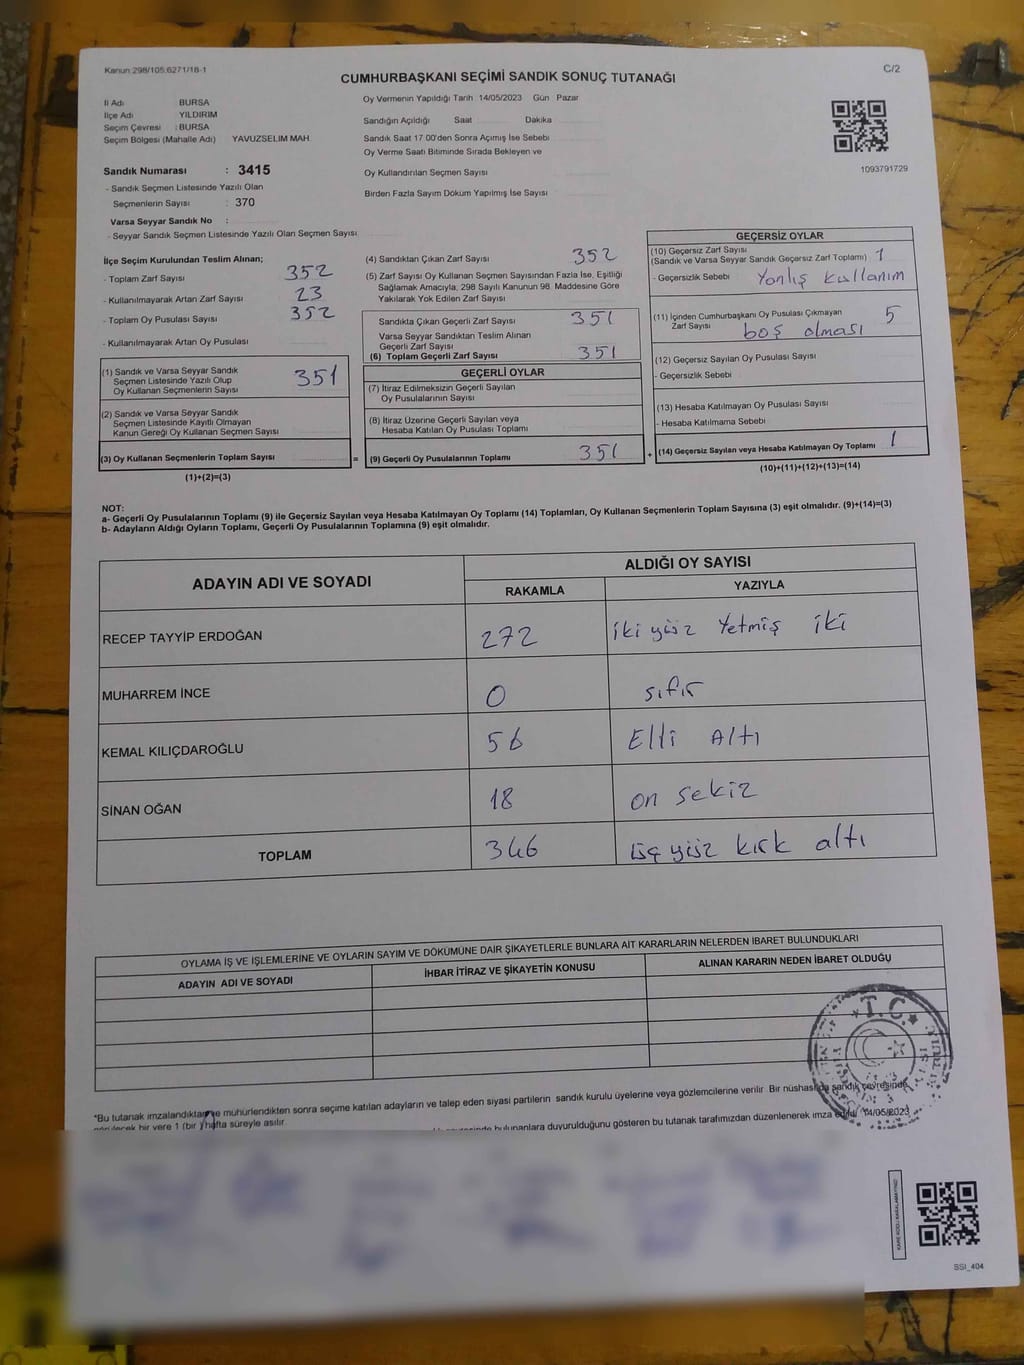 Kanun:298/105;6271/18-1
C/2
CUMHURBAŞKANI SEÇİMİ SANDIK SONUÇ TUTANAĞI
İl Adı BURSA
İlçe Adı YILDIRIM
Seçim Çevresi : BURSA
Seçim Bölgesi (Mahalle Adı) YAVUZSELIM MAH.
Oy Vermenin Yapıldığı Tarih 14/05/2023 Gün Pazar
Sandığın Açıldığı Saat Dakika
Sandık Saat 17:00'den Sonra Açımış İse Sebebi
Oy Verme Saati Bitiminde Sırada Bekleyen ve
Oy Kullandırılan Seçmen Sayısı
Birden Fazla Sayım Döküm Yapılmış İse Sayısı
1093791729
Sandık Numarası : 3415
- Sandık Seçmen Listesinde Yazılı Olan
Seçmenlerin Sayısı : 370
Varsa Seyyar Sandık No :
- Seyyar Sandık Seçmen Listesinde Yazılı Olan Seçmen Sayısı
İlçe Seçim Kurulundan Teslim Alınan;
- Toplam Zarf Sayısı 352
- Kullanılmayarak Artan Zarf Sayısı 23
- Toplam Oy Pusulası Sayısı 352
- Kullanılmayarak Artan Oy Pusulası
(1) Sandık ve Varsa Seyyar Sandık
Seçmen Listesinde Yazılı Olup
Oy Kullanan Seçmenlerin Sayısı 351
(2) Sandık ve Varsa Seyyar Sandık
Seçmen Listesinde Kayıtlı Olmayan
Kanun Gereği Oy Kullanan Seçmen Sayısı
(3) Oy Kullanan Seçmenlerin Toplam Sayısı
(1)+(2)=(3)
=
(4) Sandıktan Çıkan Zarf Sayısı 352
(5) Zarf Sayısı Oy Kullanan Seçmen Sayısından Fazla İse, Eşitliği
Sağlamak Amacıyla, 298 Sayılı Kanunun 98. Maddesine Göre
Yakılarak Yok Edilen Zarf Sayısı
Sandıkta Çıkan Geçerli Zarf Sayısı 351
Varsa Seyyar Sandıktan Teslim Alınan
Geçerli Zarf Sayısı
(6) Toplam Geçerli Zarf Sayısı 351
GEÇERLİ OYLAR
(7) İtiraz Edilmeksizin Geçerli Sayılan
Oy Pusulalarının Sayısı
(8) İtiraz Üzerine Geçerli Sayılan veya
Hesaba Katılan Oy Pusulası Toplamı
(9) Geçerli Oy Pusulalarının Toplamı 351
+
GEÇERSİZ OYLAR
(10) Geçersiz Zarf Sayısı
(Sandık ve Varsa Seyyar Sandık Geçersiz Zarf Toplamı) 1
- Geçersizlik Sebebi Yanlış kullanım
(11) İçinden Cumhurbaşkanı Oy Pusulası Çıkmayan
Zarf Sayısı 5
boş olması
(12) Geçersiz Sayılan Oy Pusulası Sayısı
- Geçersizlik Sebebi
(13) Hesaba Katılmayan Oy Pusulası Sayısı
- Hesaba Katılmama Sebebi
(14) Geçersiz Sayılan veya Hesaba Katılmayan Oy Toplamı 1
(10)+(11)+(12)+(13)=(14)
NOT:
a- Geçerli Oy Pusulalarının Toplamı (9) ile Geçersiz Sayılan veya Hesaba Katılmayan Oy Toplamı (14) Toplamları, Oy Kullanan Seçmenlerin Toplam Sayısına (3) eşit olmalıdır. (9)+(14)=(3)
b- Adayların Aldığı Oyların Toplamı, Geçerli Oy Pusulalarının Toplamına (9) eşit olmalıdır.
ADAYIN ADI VE SOYADI
ALDIĞI OY SAYISI
RAKAMLA YAZIYLA
RECEP TAYYİP ERDOĞAN 272 iki yüz Yetmiş iki
MUHARREM İNCE 0 sıfır
KEMAL KILIÇDAROĞLU 56 Elli Altı
SİNAN OĞAN 18 on sekiz
TOPLAM 346 üç yüz kırk altı
OYLAMA İŞ VE İŞLEMLERİNE VE OYLARIN SAYIM VE DÖKÜMÜNE DAİR ŞİKAYETLERLE BUNLARA AİT KARARLARIN NELERDEN İBARET BULUNDUKLARI
ADAYIN ADI VE SOYADI
İHBAR İTİRAZ VE ŞİKAYETİN KONUSU
ALINAN KARARIN NEDEN İBARET OLDUĞU
T.C.
*Bu tutanak imzalandıktan ve mühürlendikten sonra seçime katılan adayların ve talep eden siyasi partilerin sandık kurulu üyelerine veya gözlemcilerine verilir. Bir nüshası da sandık çevresinde
görülecek bir yere 1 (bir) hafta süreyle asılır.
bulunanlara duyurulduğunu gösteren bu tutanak tarafımızdan düzenlenerek imza edildi 14/05/2023
KARE KODU KARALAMAYINIZ!
SSI_404